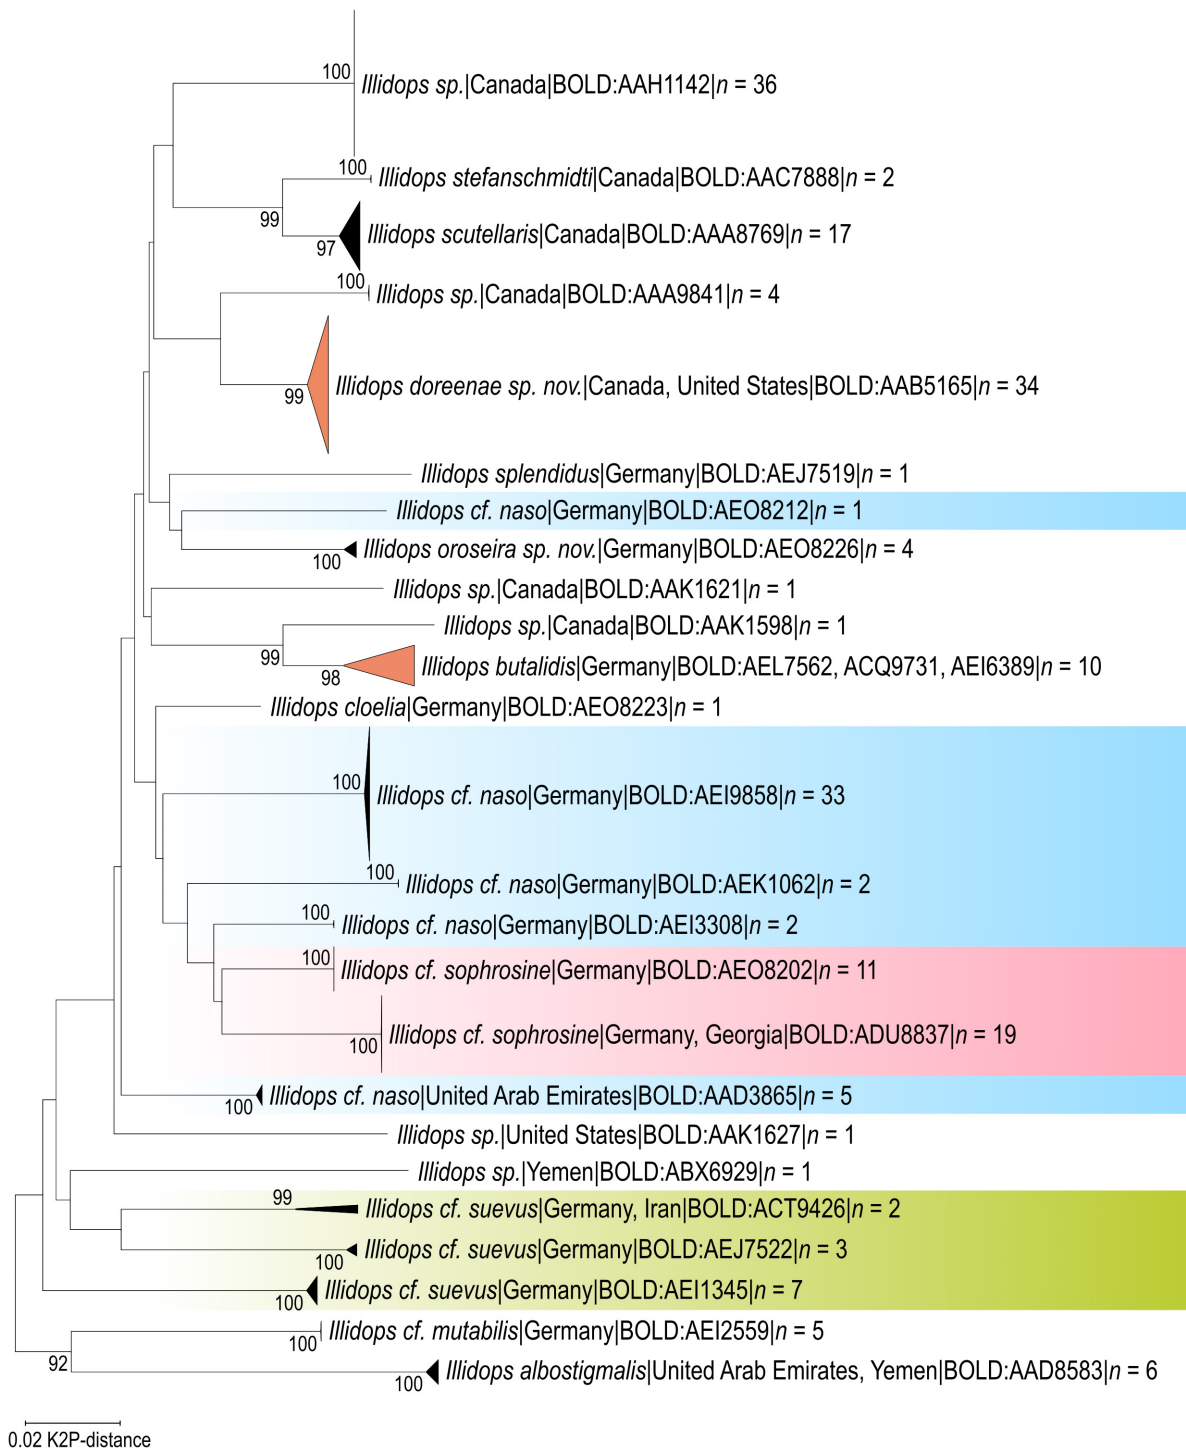 100
Illidops sp.|Canada|BOLD:AAH1142|n = 36
100
Illidops stefanschmidti|Canada|BOLD:AAC7888|n = 2
99
97
Illidops scutellaris|Canada|BOLD:AAA8769|n = 17
100
Illidops sp.|Canada|BOLD:AAA9841|n = 4
99
Illidops doreenae sp. nov.|Canada, United States|BOLD:AAB5165|n = 34
Illidops splendidus|Germany|BOLD:AEJ7519|n = 1
Illidops cf. naso|Germany|BOLD:AEO8212|n = 1
100
Illidops oroseira sp. nov.|Germany|BOLD:AEO8226|n = 4
Illidops sp.|Canada|BOLD:AAK1621|n = 1
Illidops sp.|Canada|BOLD:AAK1598|n = 1
99
98
Illidops butalidis|Germany|BOLD:AEL7562, ACQ9731, AEI6389|n = 10
Illidops cloelia|Germany|BOLD:AEO8223|n = 1
100
Illidops cf. naso|Germany|BOLD:AEI9858|n = 33
100
Illidops cf. naso|Germany|BOLD:AEK1062|n = 2
100
Illidops cf. naso|Germany|BOLD:AEI3308|n = 2
100
Illidops cf. sophrosine|Germany|BOLD:AEO8202|n = 11
100
Illidops cf. sophrosine|Germany, Georgia|BOLD:ADU8837|n = 19
100
Illidops cf. naso|United Arab Emirates|BOLD:AAD3865|n = 5
Illidops sp.|United States|BOLD:AAK1627|n = 1
Illidops sp.|Yemen|BOLD:ABX6929|n = 1
99
Illidops cf. suevus|Germany, Iran|BOLD:ACT9426|n = 2
100
Illidops cf. suevus|Germany|BOLD:AEJ7522|n = 3
100
Illidops cf. suevus|Germany|BOLD:AEI1345|n = 7
100
Illidops cf. mutabilis|Germany|BOLD:AEI2559|n = 5
92
100
Illidops albostigmalis|United Arab Emirates, Yemen|BOLD:AAD8583|n = 6
0.02 K2P-distance